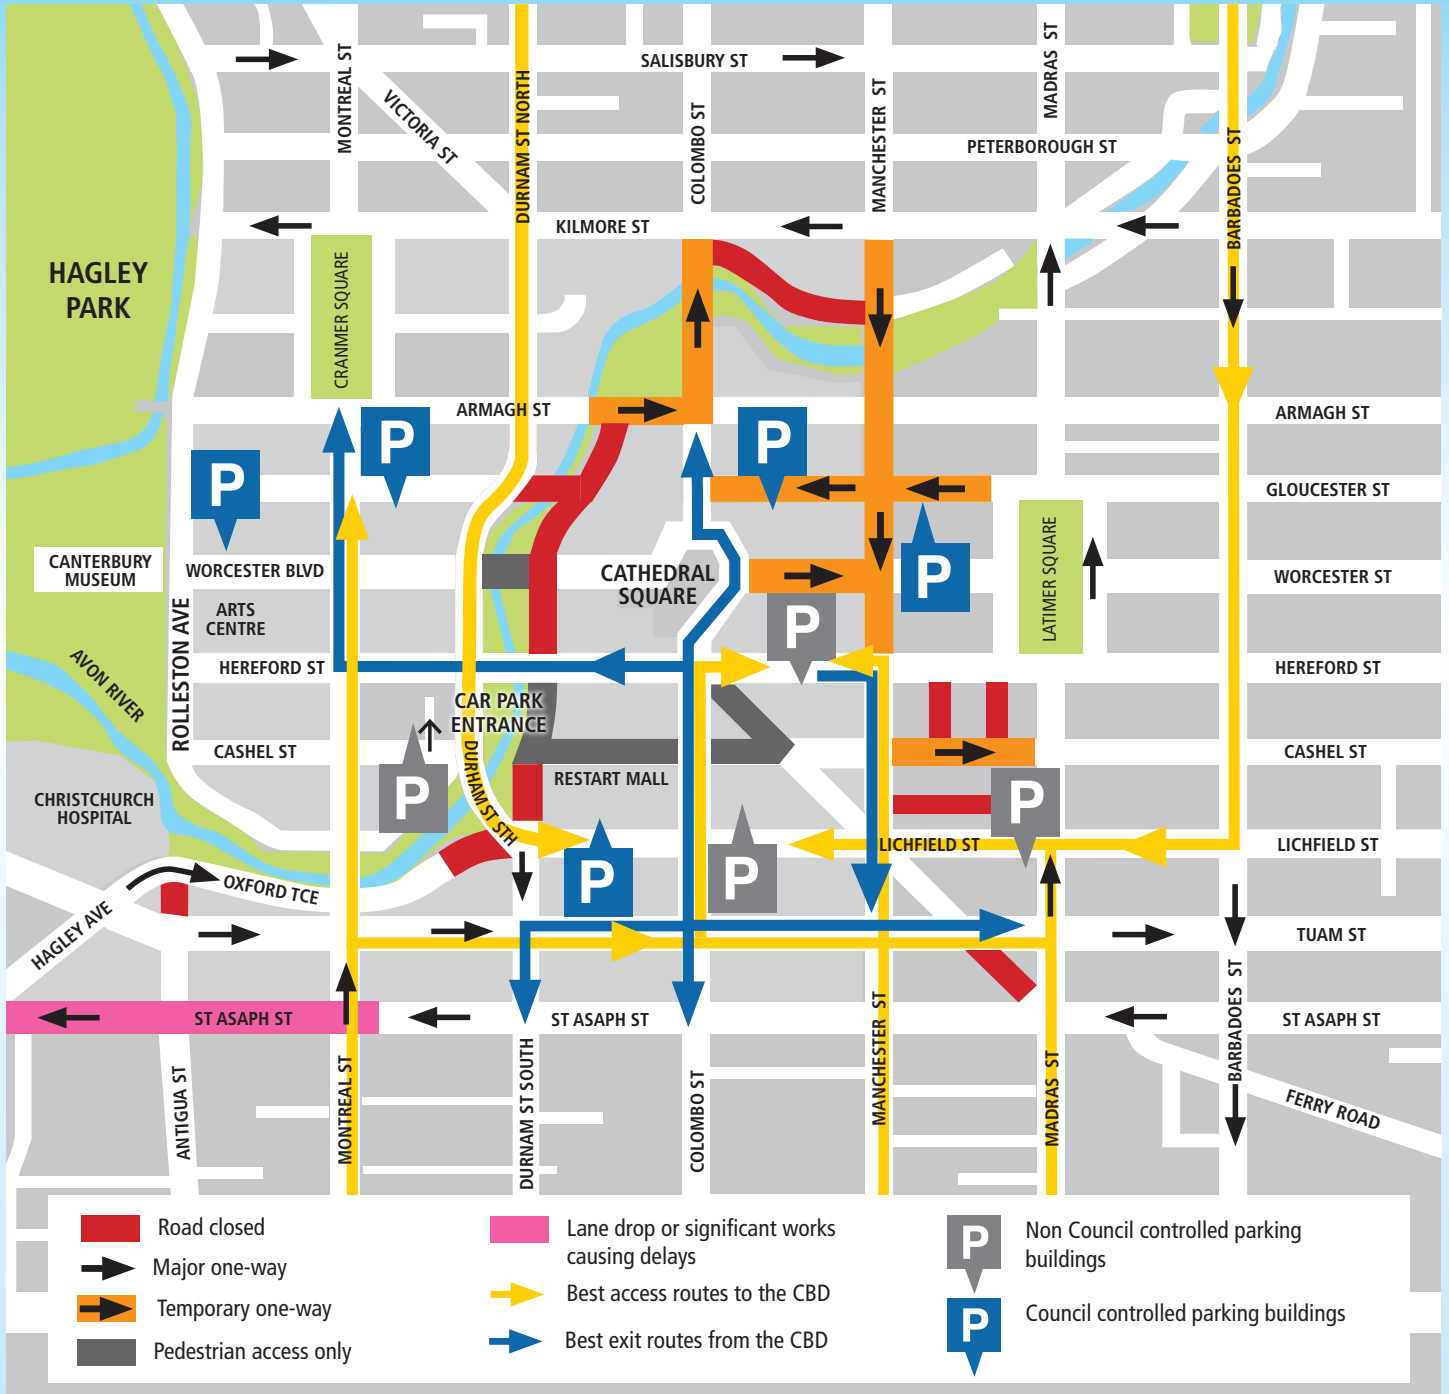 MONTREAL ST
VICTORIA ST
DURNAM ST NORTH
SALISBURY ST
COLOMBO ST
MANCHESTER ST
MADRAS ST
PETERBOROUGH ST
BARBADOES ST
KILMORE ST
HAGLEY
PARK
CRANMER SQUARE
ARMAGH ST
ARMAGH ST
P
P
P
GLOUCESTER ST
CANTERBURY
MUSEUM
WORCESTER BLVD
CATHEDRAL
SQUARE
P
LATIMER SQUARE
WORCESTER ST
ARTS
CENTRE
P
ROLLESTON AVE
HEREFORD ST
HEREFORD ST
AVON RIVER
CAR PARK
ENTRANCE
CASHEL ST
CASHEL ST
DURHAM ST STH
RESTART MALL
CHRISTCHURCH
HOSPITAL
P
P
LICHFIELD ST
LICHFIELD ST
P
P
OXFORD TCE
HAGLEY AVE
TUAM ST
ST ASAPH ST
ST ASAPH ST
ST ASAPH ST
ANTIGUA ST
MONTREAL ST
DURNAM ST SOUTH
COLOMBO ST
MANCHESTER ST
MADRAS ST
BARBADOES ST
FERRY ROAD
Road closed
Major one-way
Temporary one-way
Pedestrian access only
Lane drop or significant works
causing delays
Best access routes to the CBD
Best exit routes from the CBD
P
Non Council controlled parking
buildings
P
Council controlled parking buildings